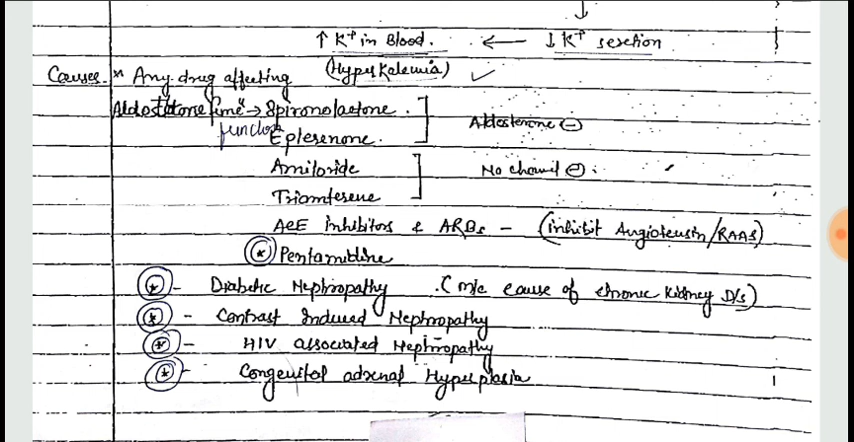 ↑ K⁺ in Blood. ← ↓ K⁺ secretion
(Hyperkalemia) ✓
Causes * Any drug affecting
Aldosterone func" → Spironolactone.
function
Eplerenone. ] Aldosterone ⊖
Amiloride ] Na channel ⊖
Triamterene
ACE inhibitors & ARBs - (inhibit Angiotensin/RAAS)
* Pentamidine
* - Diabetic Nephropathy. (m/c cause of chronic kidney D/s)
* - Contrast Induced Nephropathy
* - HIV associated Nephropathy
* - Congenital adrenal Hyperplasia